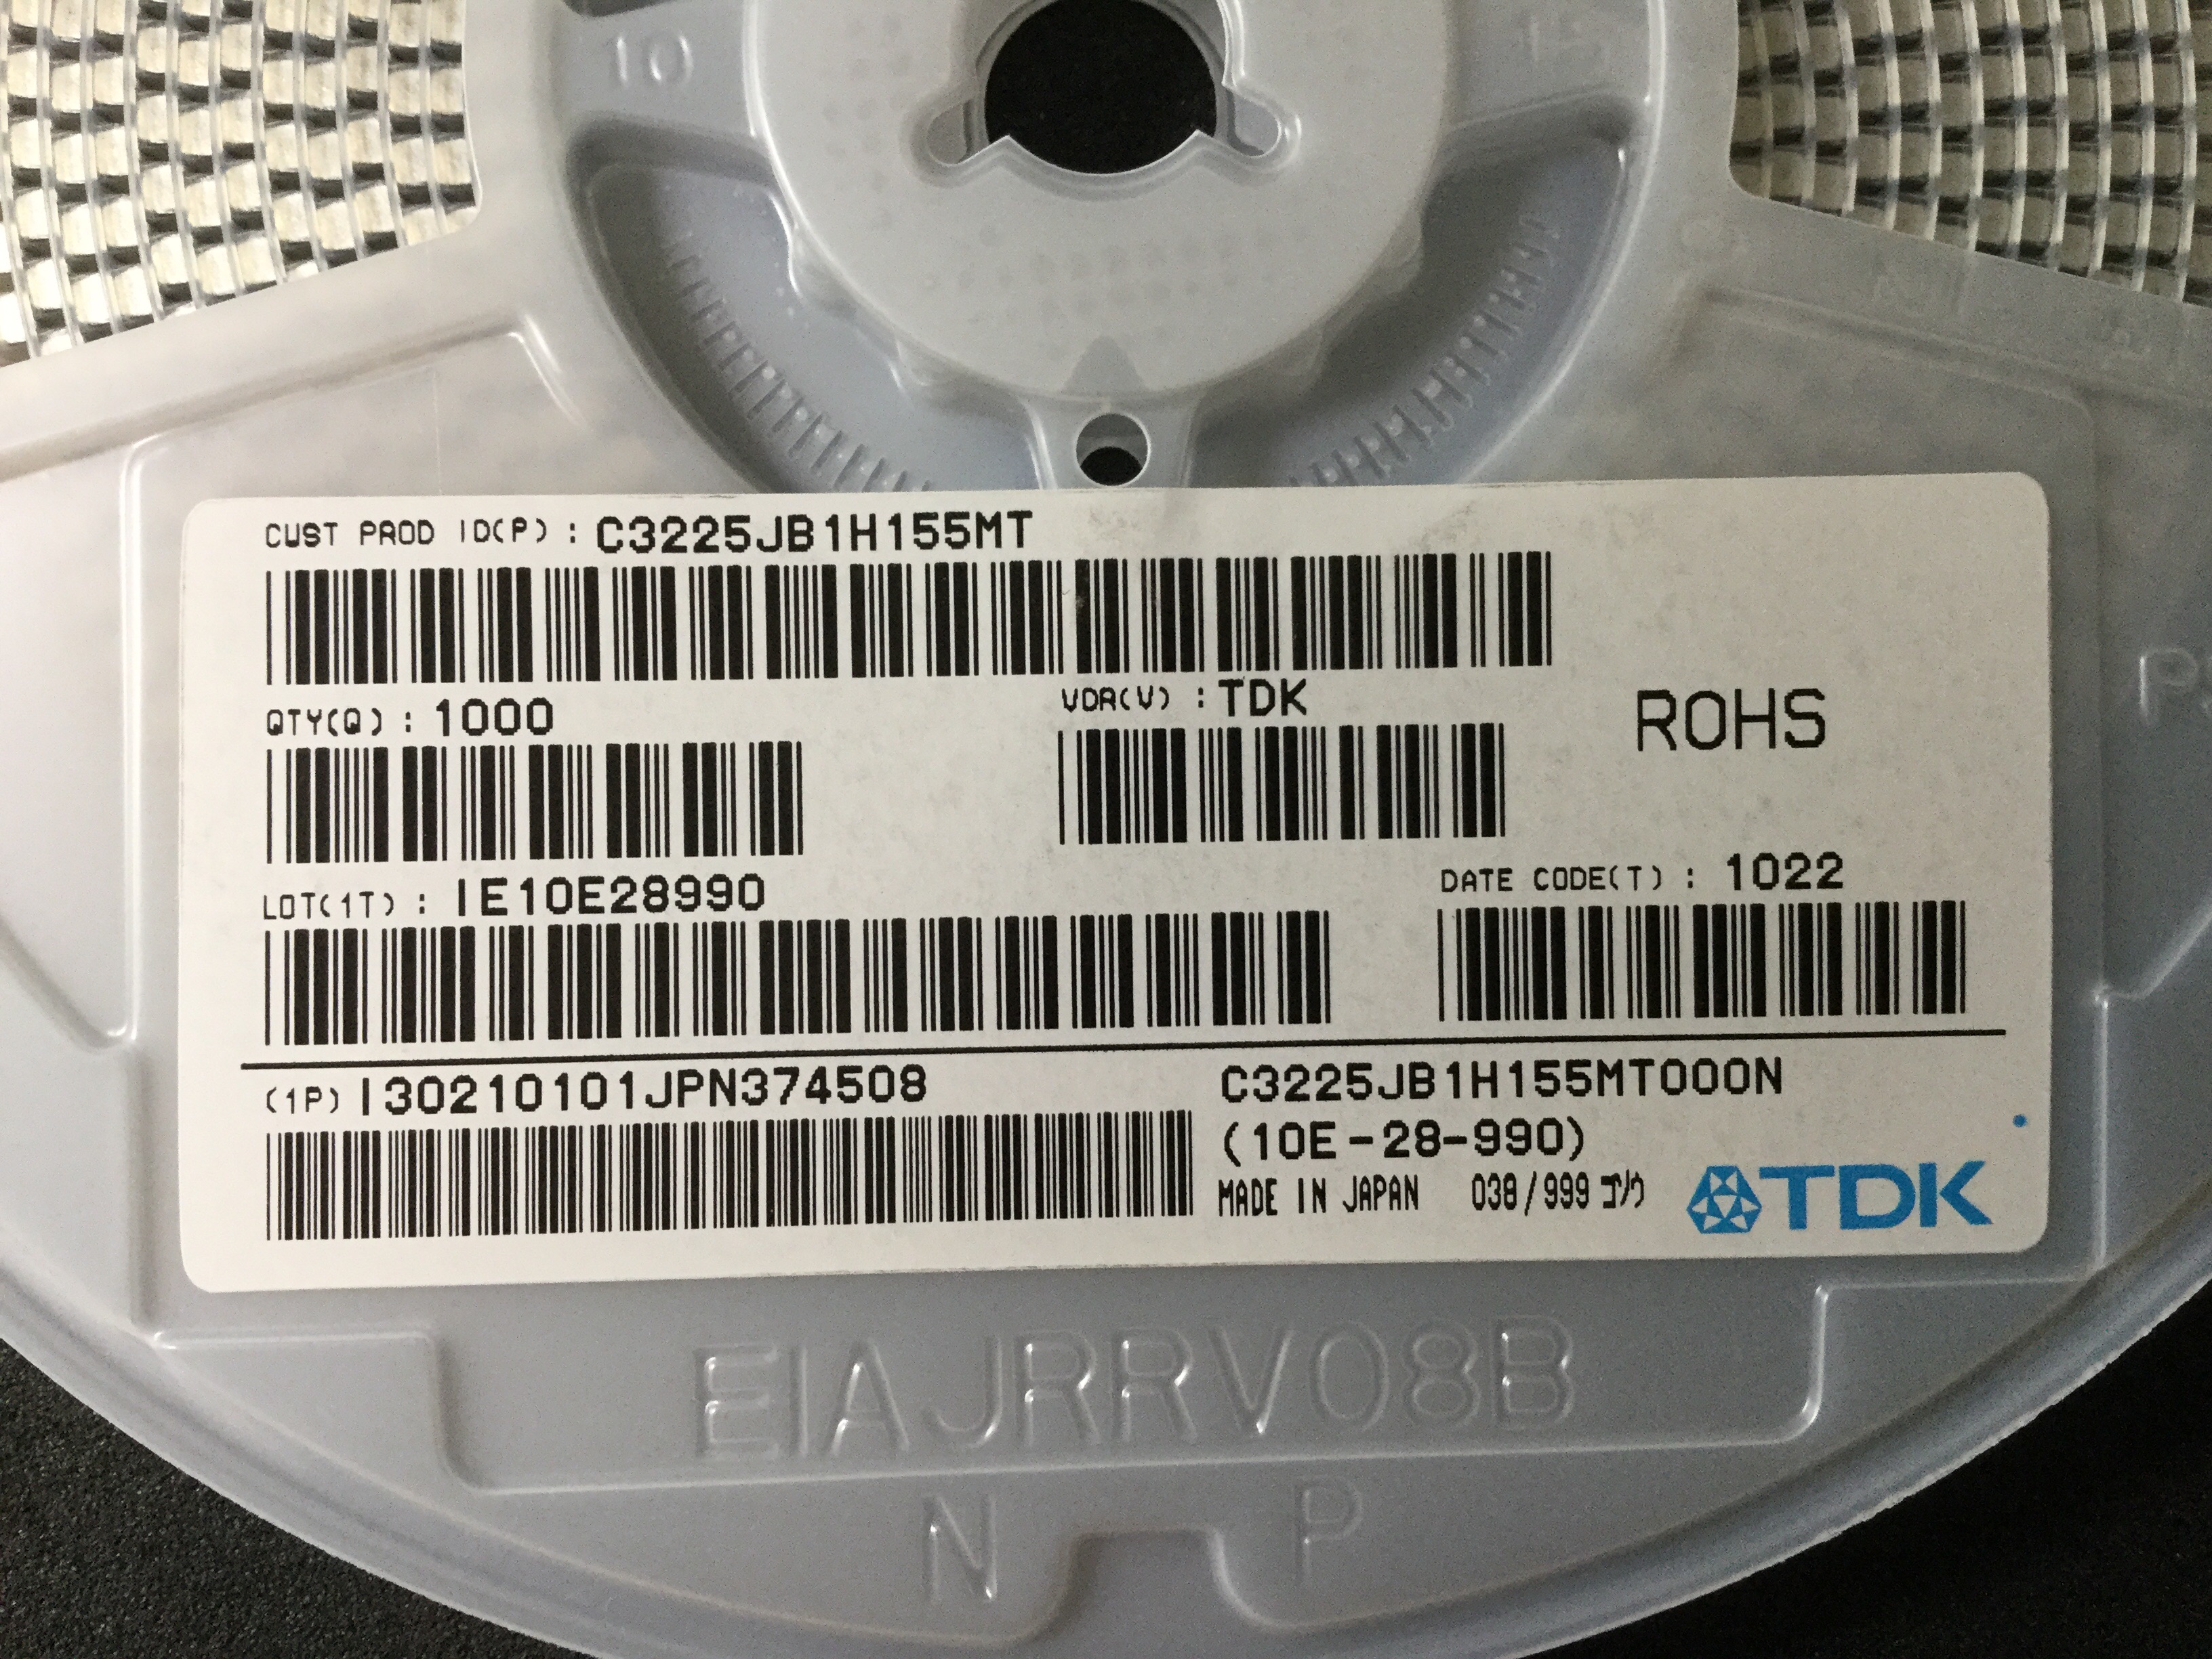 10
CUST PROD ID(P) : C3225JB1H155MT
QTY(Q) : 1000
VDR(V) : TDK
ROHS
LOT(1T) : IE10E28990
DATE CODE(T) : 1022
(1P) I30210101JPN374508
C3225JB1H155MT000N
(10E-28-990)
MADE IN JAPAN 038/999 ゴソウ
TDK
EIAJRRV08B
N P